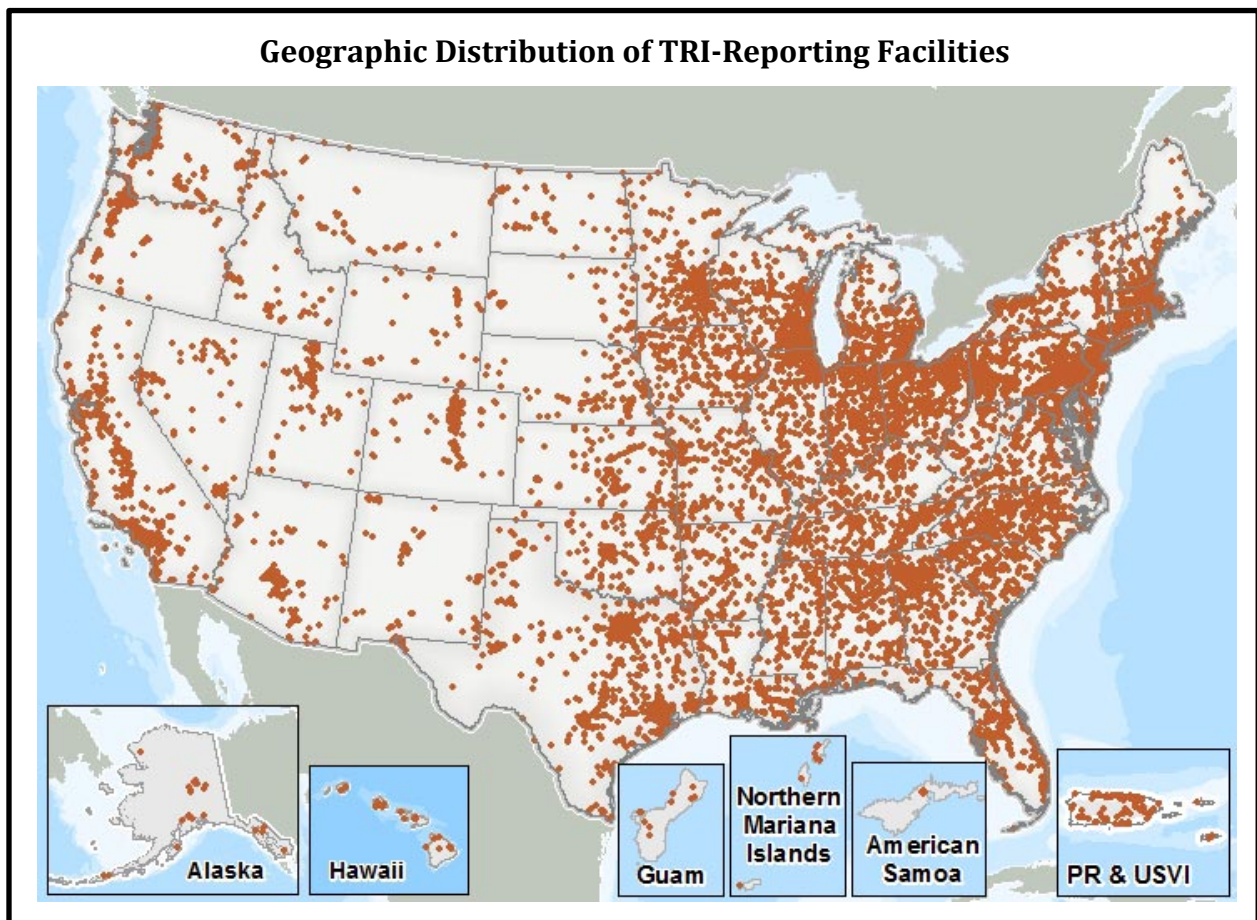 Geographic Distribution of TRI-Reporting Facilities
Alaska
Hawaii
Guam
Northern
Mariana
Islands
American
Samoa
PR & USVI